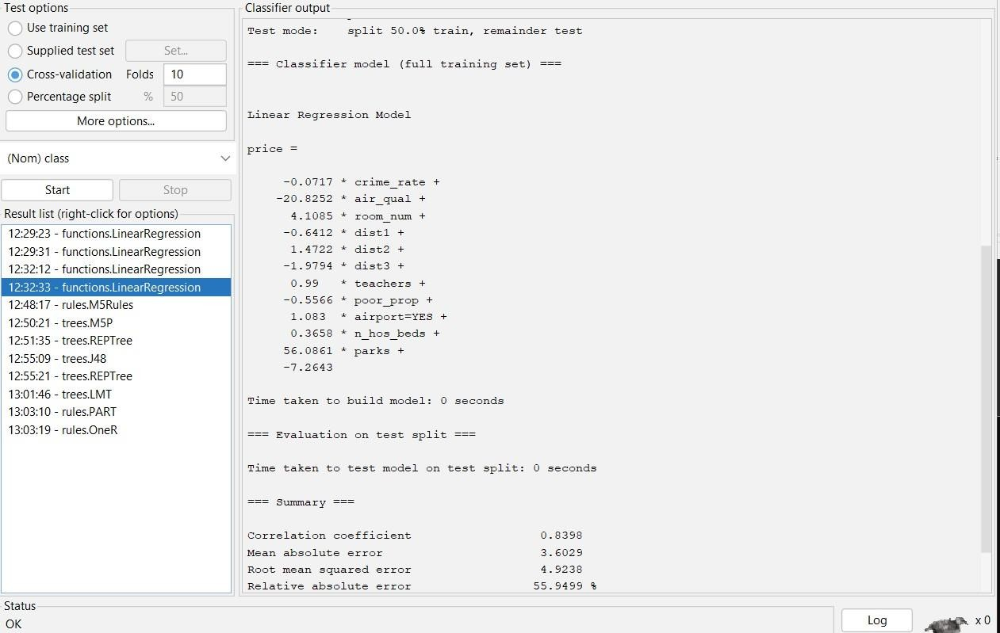 Test options
Use training set
Supplied test set Set...
Cross-validation Folds 10
Percentage split % 50
More options...
(Nom) class
Start Stop
Result list (right-click for options)
12:29:23 - functions.LinearRegression
12:29:31 - functions.LinearRegression
12:32:12 - functions.LinearRegression
12:32:33 - functions.LinearRegression
12:48:17 - rules.M5Rules
12:50:21 - trees.M5P
12:51:35 - trees.REPTree
12:55:09 - trees.J48
12:55:21 - trees.REPTree
13:01:46 - trees.LMT
13:03:10 - rules.PART
13:03:19 - rules.OneR
Classifier output
Test mode: split 50.0% train, remainder test
=== Classifier model (full training set) ===
Linear Regression Model
price =
-0.0717 * crime_rate +
-20.8252 * air_qual +
4.1085 * room_num +
-0.6412 * dist1 +
1.4722 * dist2 +
-1.9794 * dist3 +
0.99 * teachers +
-0.5566 * poor_prop +
1.083 * airport=YES +
0.3658 * n_hos_beds +
56.0861 * parks +
-7.2643
Time taken to build model: 0 seconds
=== Evaluation on test split ===
Time taken to test model on test split: 0 seconds
=== Summary ===
Correlation coefficient 0.8398
Mean absolute error 3.6029
Root mean squared error 4.9238
Relative absolute error 55.9499 %
Status
OK
Log x 0